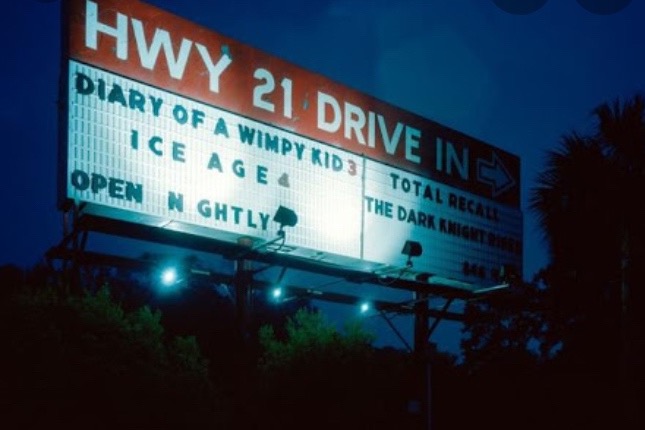 HWY 21 DRIVE IN
DIARY OF A WIMPY KID 3
ICE AGE 4
OPEN N GHTLY
TOTAL RECALL
THE DARK KNIGHT